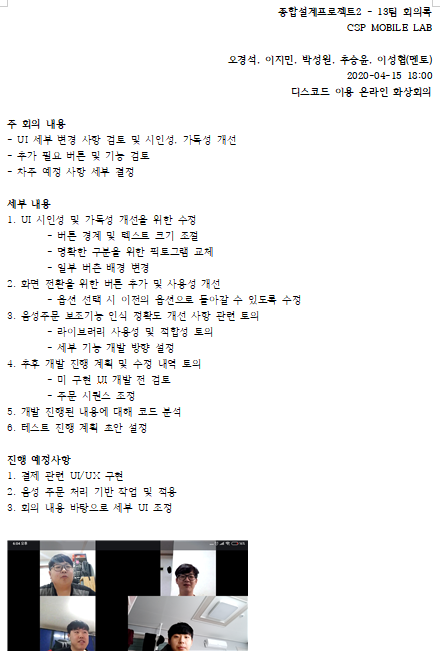 종합설계프로젝트2 - 13팀 회의록
CSP MOBILE LAB
오경석, 이지민, 박성원, 추승윤, 이성협(멘토)
2020-04-15 18:00
디스코드 이용 온라인 화상회의
주 회의 내용
- UI 세부 변경 사항 검토 및 시인성, 가독성 개선
- 추가 필요 버튼 및 기능 검토
- 차주 예정 사항 세부 결정
세부 내용
1. UI 시인성 및 가독성 개선을 위한 수정
- 버튼 경계 및 텍스트 크기 조절
- 명확한 구분을 위한 픽토그램 교체
- 일부 버튼 배경 변경
2. 화면 전환을 위한 버튼 추가 및 사용성 개선
- 옵션 선택 시 이전의 옵션으로 돌아갈 수 있도록 수정
3. 음성주문 보조기능 인식 정확도 개선 사항 관련 토의
- 라이브러리 사용성 및 적합성 토의
- 세부 기능 개발 방향 설정
4. 추후 개발 진행 계획 및 수정 내역 토의
- 미 구현 UI 개발 전 검토
- 주문 시퀀스 조정
5. 개발 진행된 내용에 대해 코드 분석
6. 테스트 진행 계획 초안 설정
진행 예정사항
1. 결제 관련 UI/UX 구현
2. 음성 주문 처리 기반 작업 및 적용
3. 회의 내용 바탕으로 세부 UI 조정